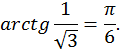 arctg 1/√3 = π/6.